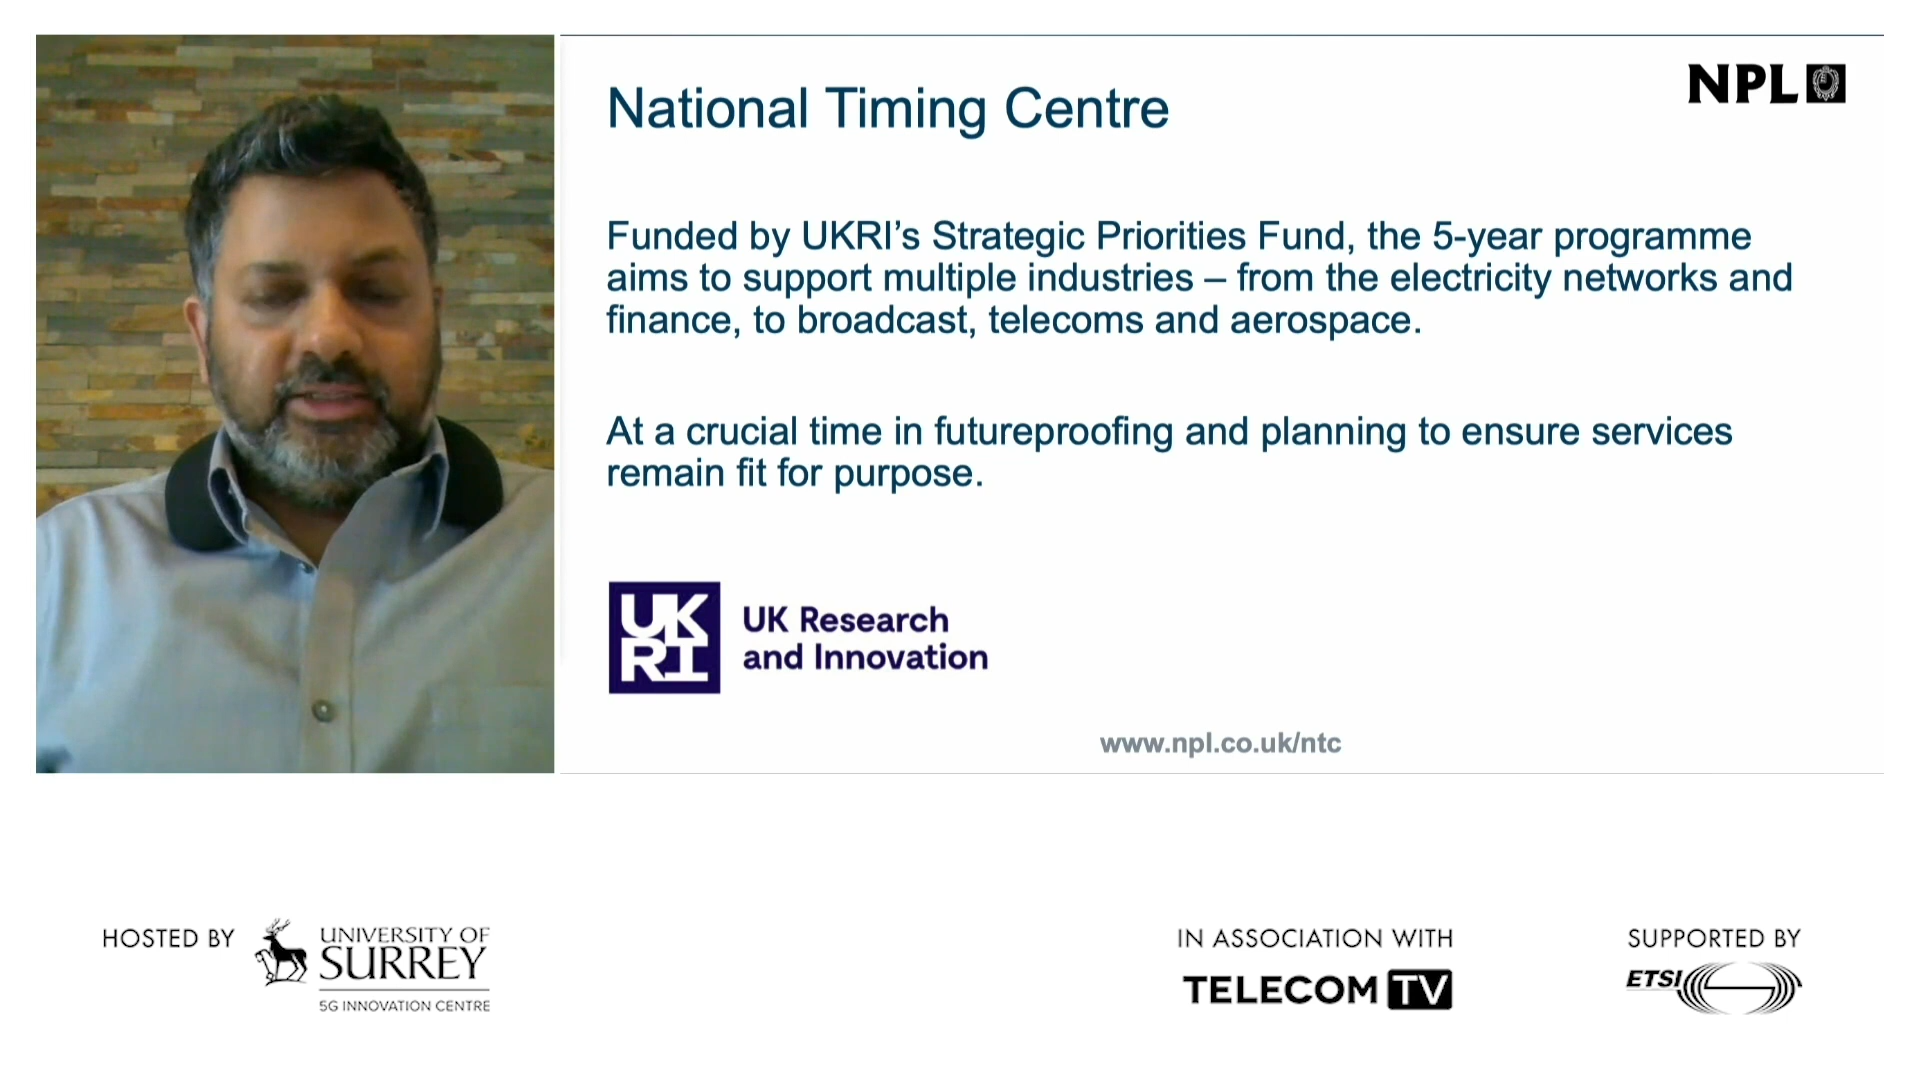 National Timing Centre
NPL
Funded by UKRI’s Strategic Priorities Fund, the 5-year programme
aims to support multiple industries – from the electricity networks and
finance, to broadcast, telecoms and aerospace.
At a crucial time in futureproofing and planning to ensure services
remain fit for purpose.
UK
RI
UK Research
and Innovation
www.npl.co.uk/ntc
HOSTED BY
UNIVERSITY OF
SURREY
5G INNOVATION CENTRE
IN ASSOCIATION WITH
TELECOM TV
SUPPORTED BY
ETSI